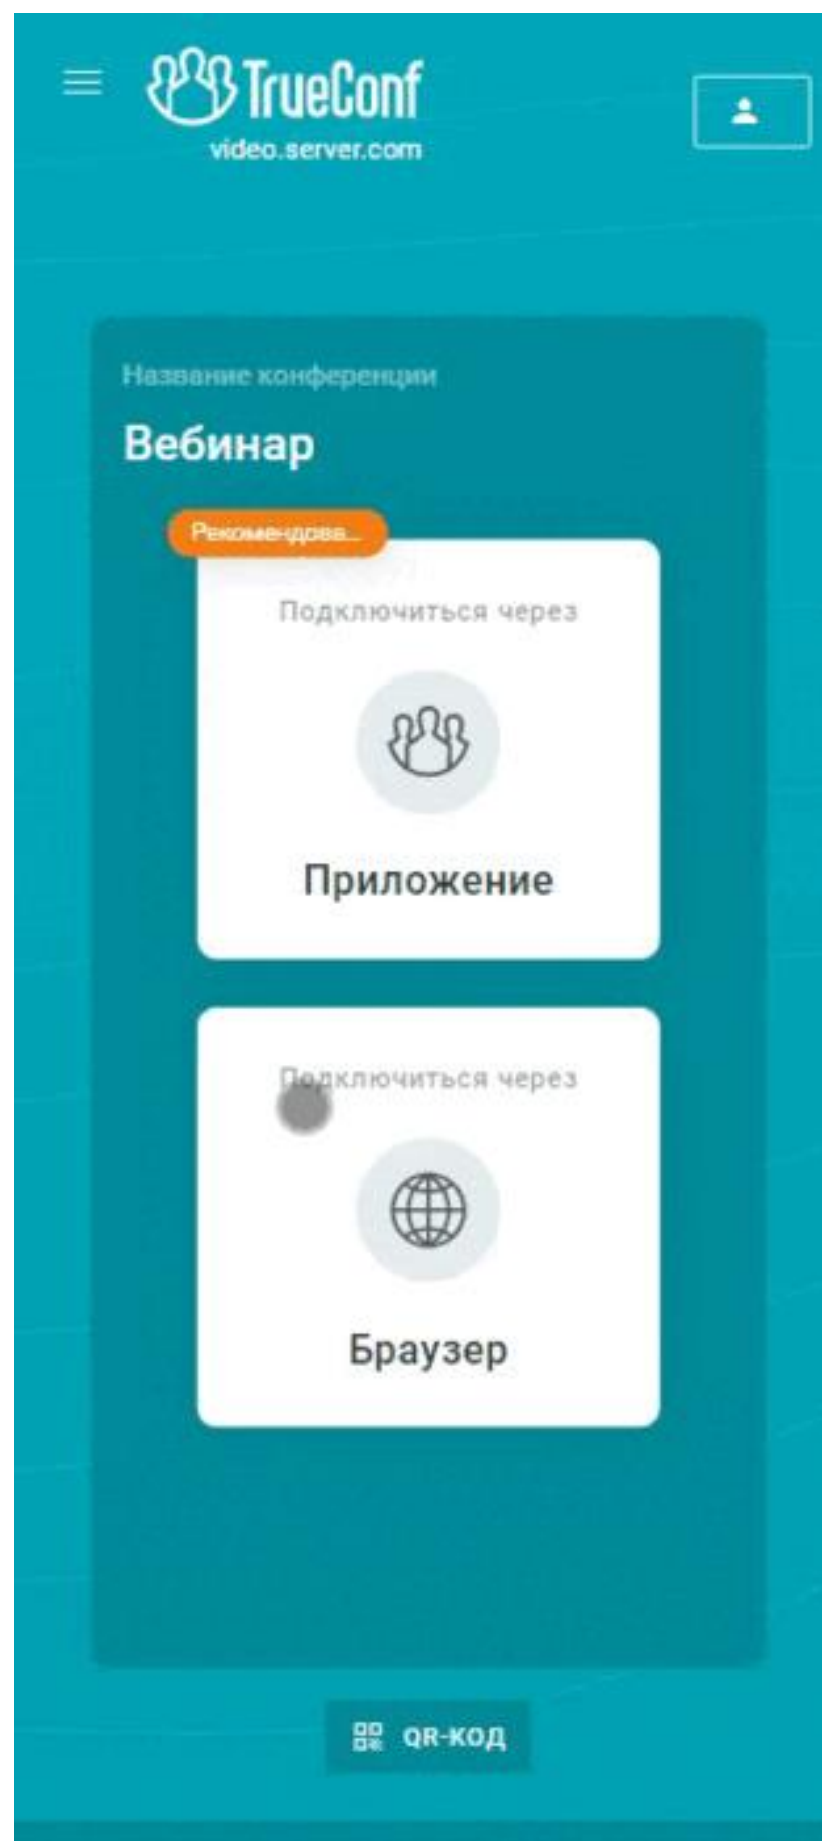 TrueConf
video.server.com
Название конференции
Вебинар
Рекомендова...
Подключиться через
Приложение
Подключиться через
Браузер
QR-КОД